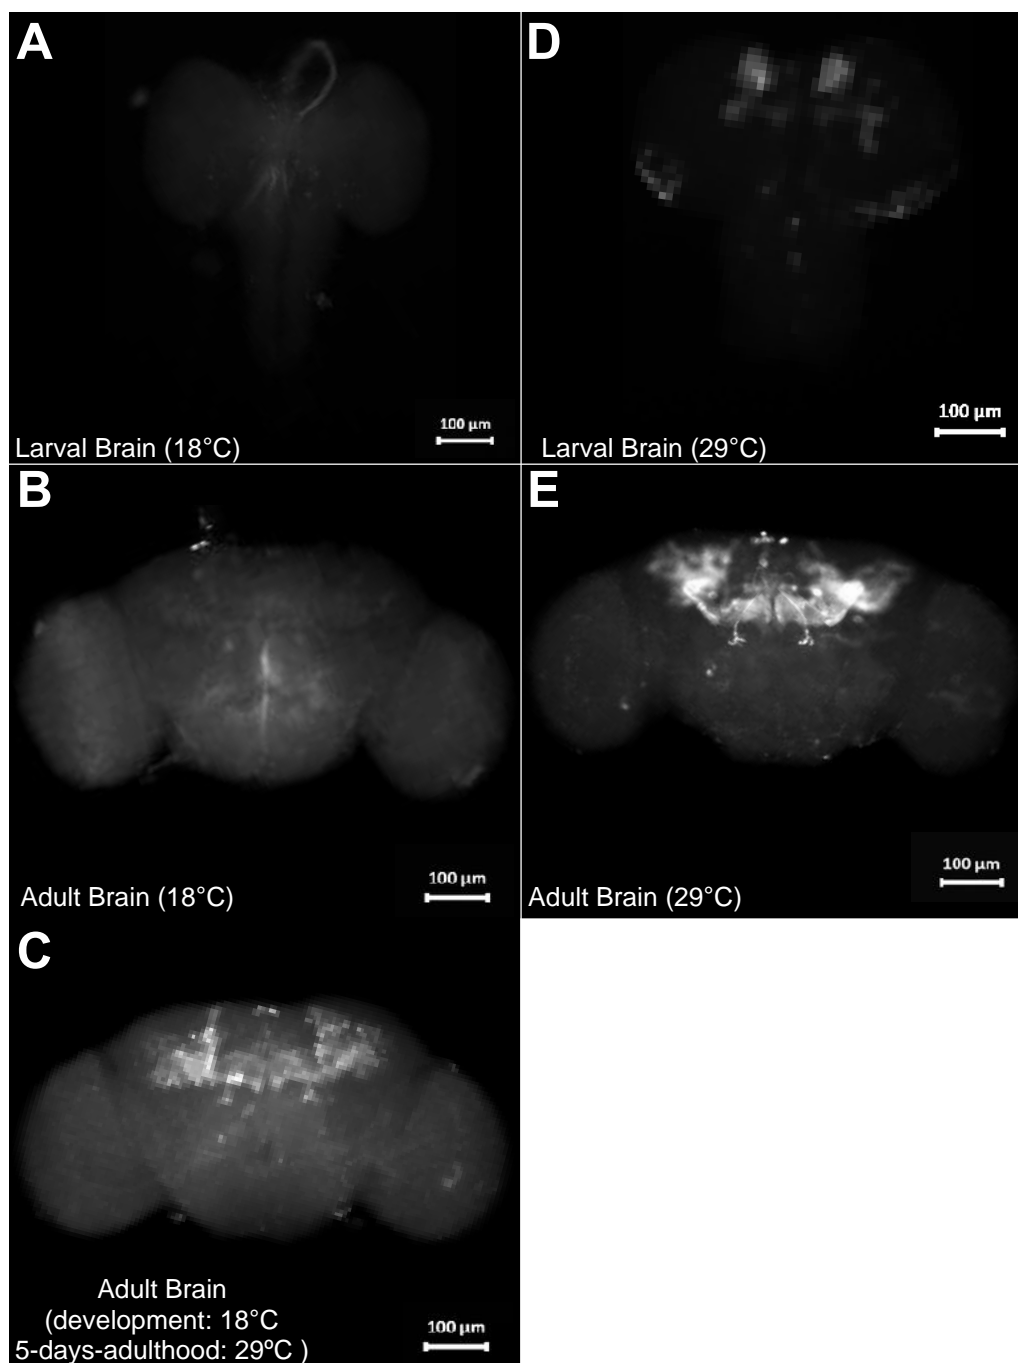 A
100 µm
Larval Brain (18°C)
D
100 µm
Larval Brain (29°C)
B
100 µm
Adult Brain (18°C)
E
100 µm
Adult Brain (29°C)
C
Adult Brain
(development: 18°C
5-days-adulthood: 29ºC )
100 µm